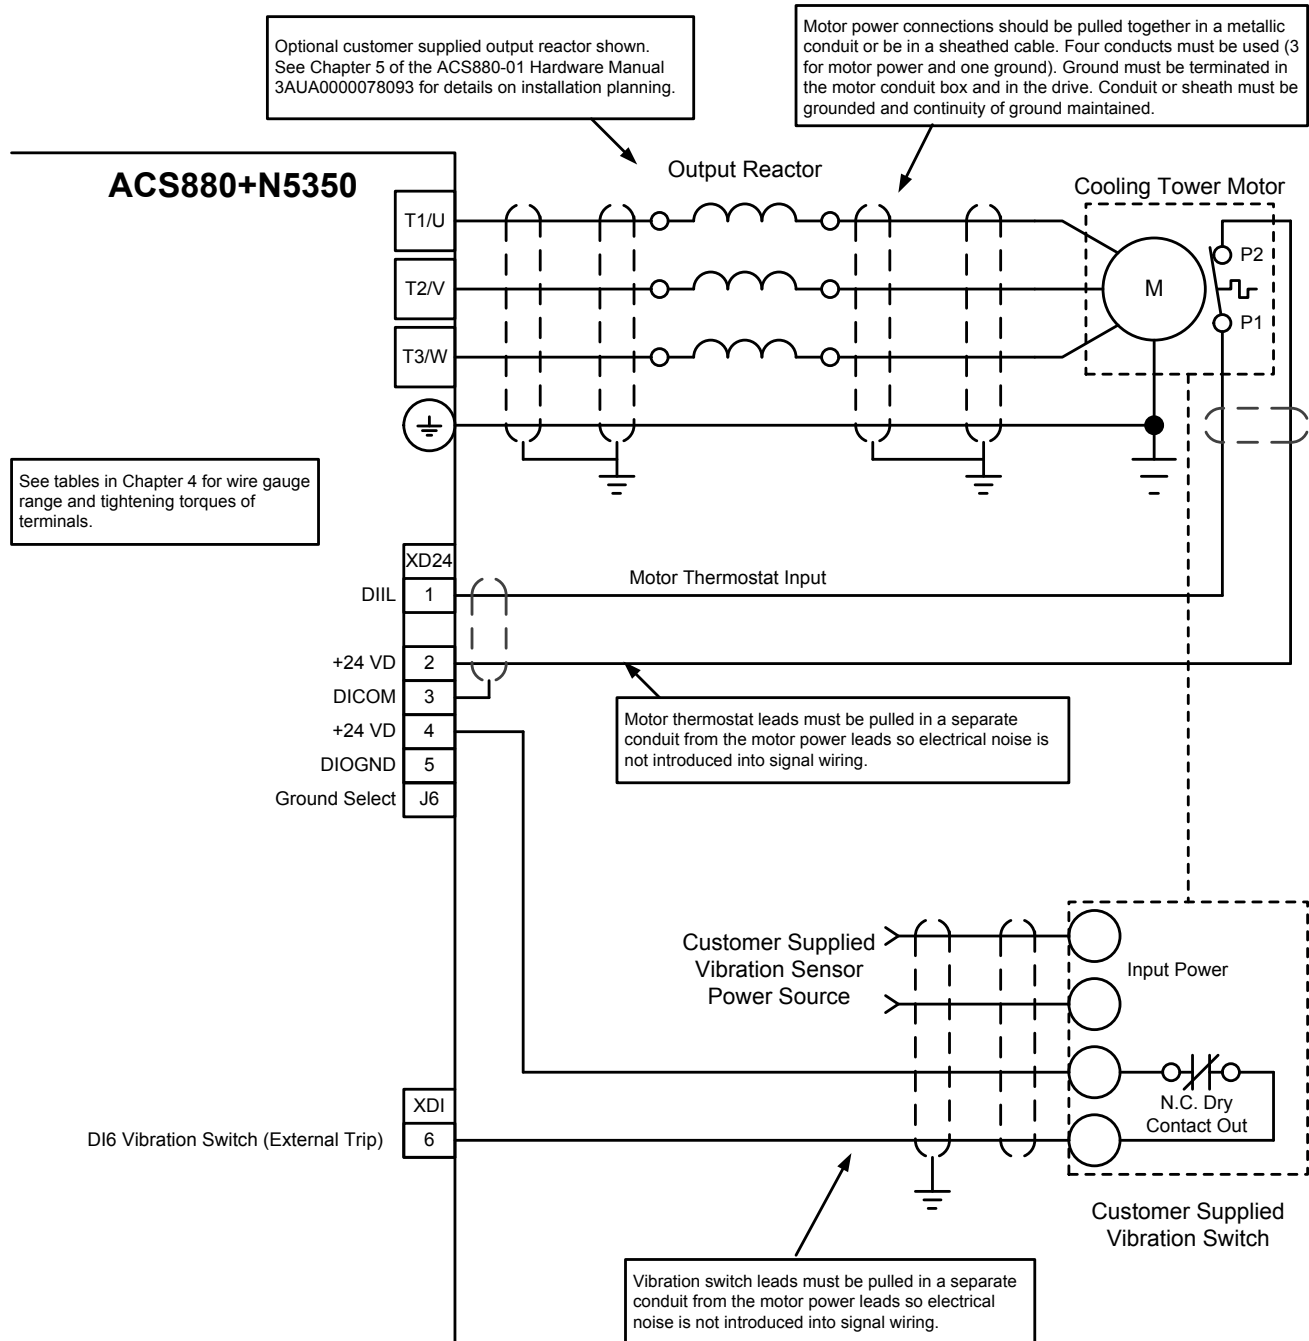 Optional customer supplied output reactor shown.
See Chapter 5 of the ACS880-01 Hardware Manual
3AUA0000078093 for details on installation planning.
Motor power connections should be pulled together in a metallic
conduit or be in a sheathed cable. Four conducts must be used (3
for motor power and one ground). Ground must be terminated in
the motor conduit box and in the drive. Conduit or sheath must be
grounded and continuity of ground maintained.
ACS880+N5350
Output Reactor
Cooling Tower Motor
T1/U
T2/V
T3/W
M
P2
P1
See tables in Chapter 4 for wire gauge
range and tightening torques of
terminals.
XD24
DIIL 1
Motor Thermostat Input
+24 VD 2
DICOM 3
+24 VD 4
DIOGND 5
Ground Select J6
Motor thermostat leads must be pulled in a separate
conduit from the motor power leads so electrical noise is
not introduced into signal wiring.
Customer Supplied
Vibration Sensor
Power Source
Input Power
N.C. Dry
Contact Out
XDI
DI6 Vibration Switch (External Trip) 6
Customer Supplied
Vibration Switch
Vibration switch leads must be pulled in a separate
conduit from the motor power leads so electrical
noise is not introduced into signal wiring.